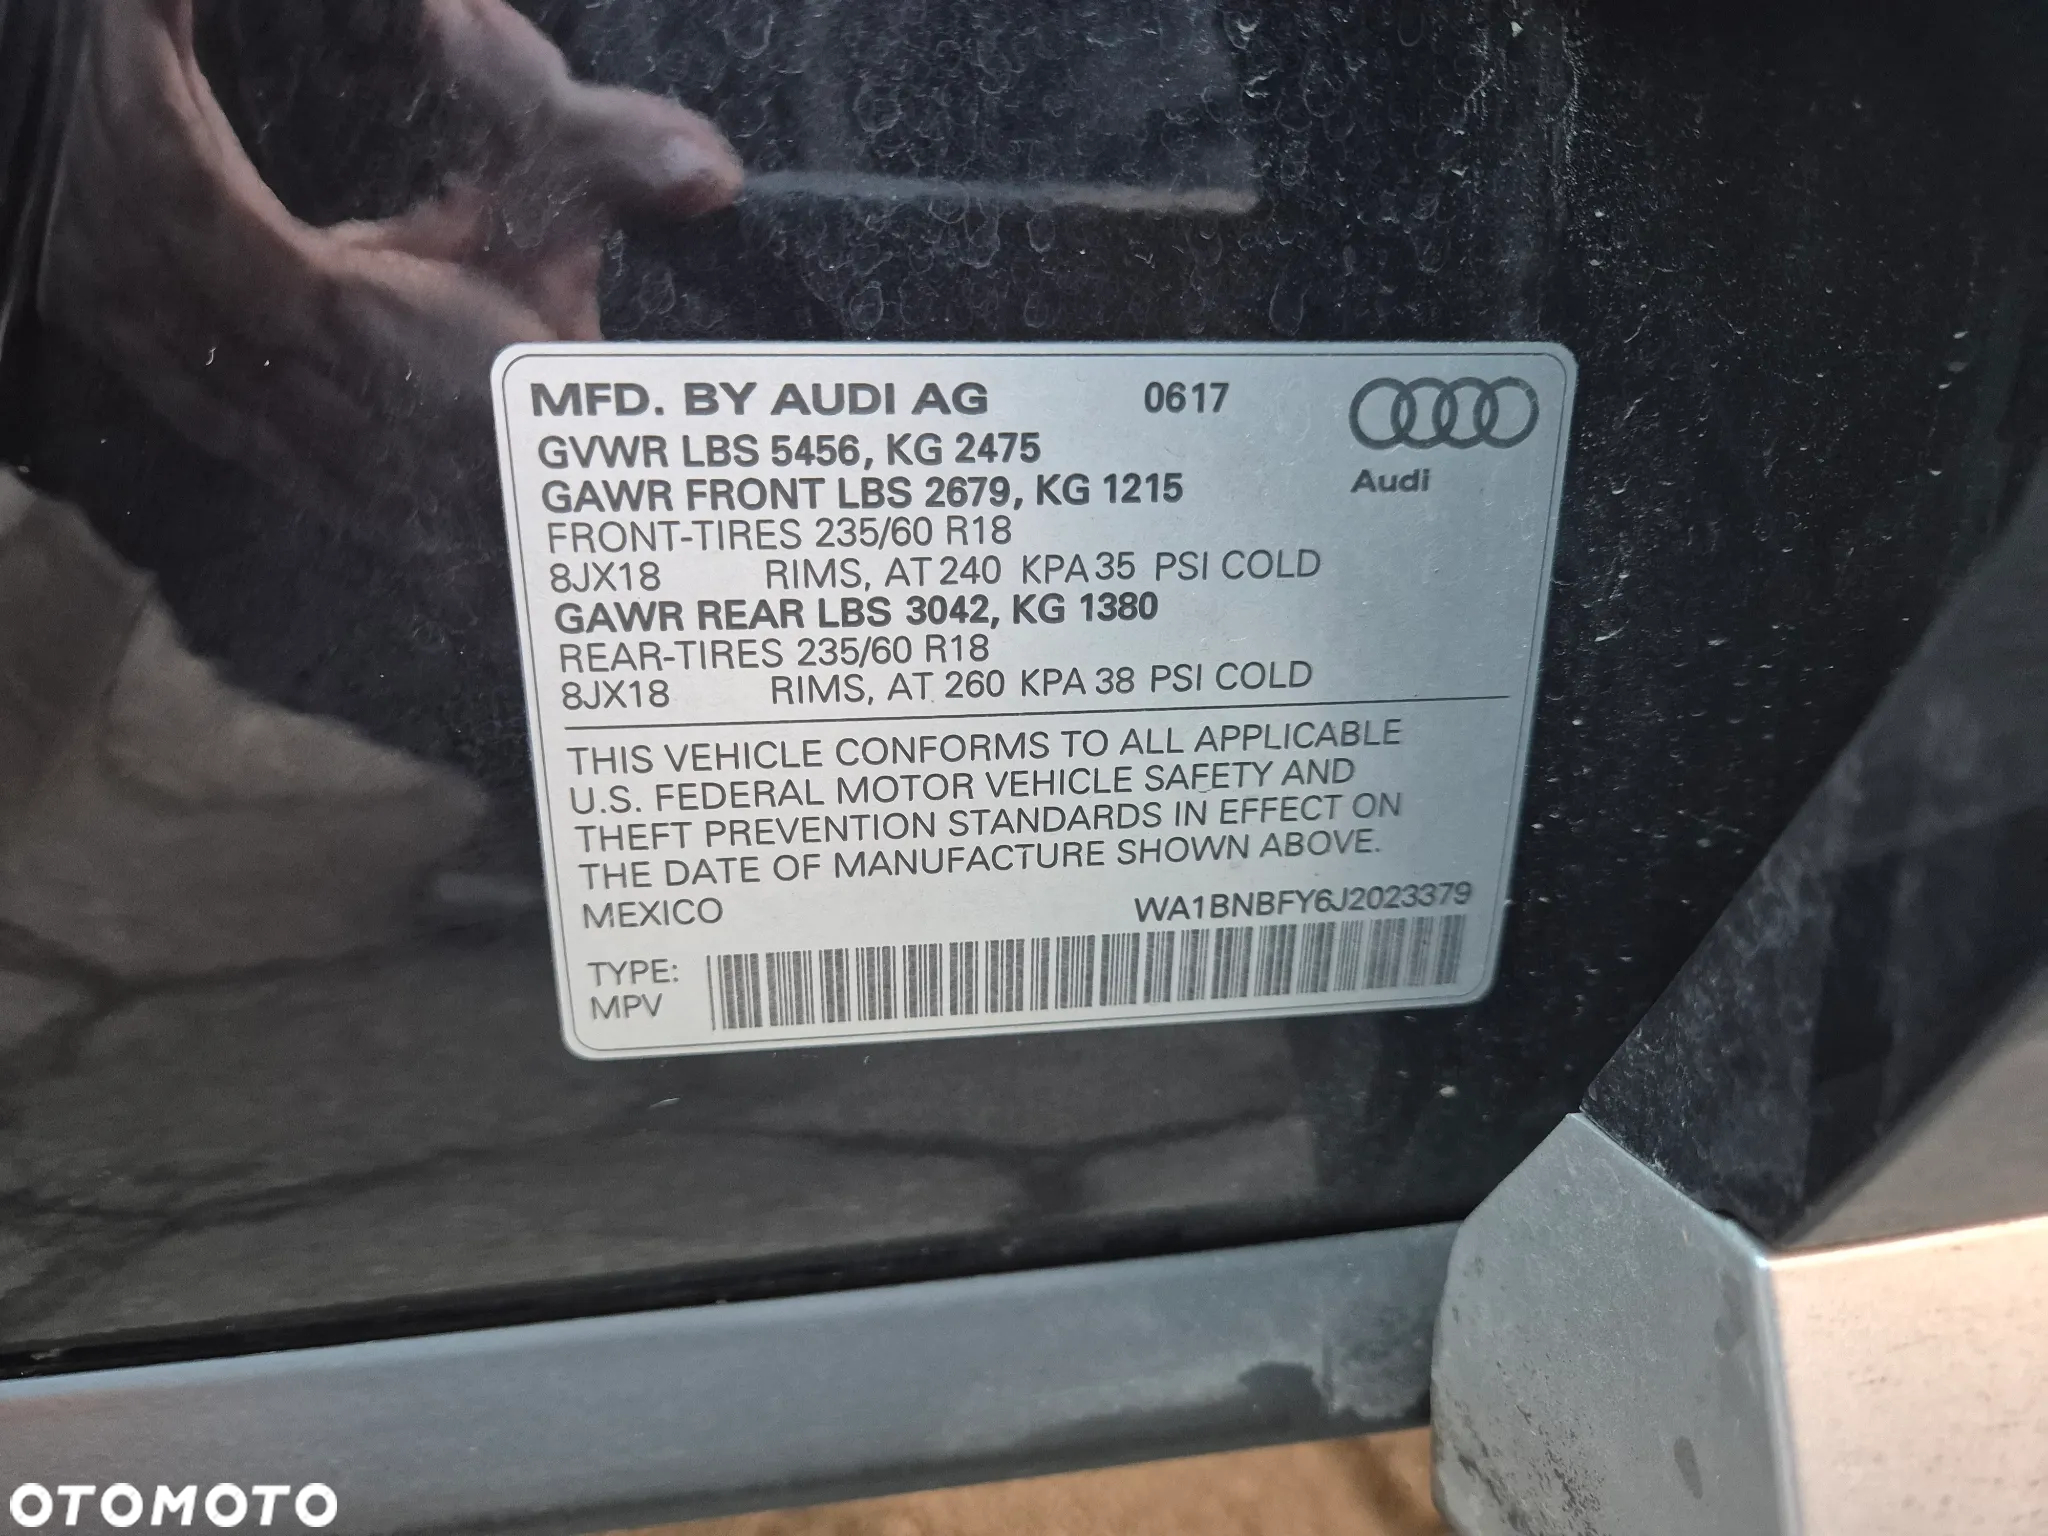 MFD. BY AUDI AG 0617
GVWR LBS 5456, KG 2475
GAWR FRONT LBS 2679, KG 1215
Audi
FRONT-TIRES 235/60 R18
8JX18 RIMS, AT 240 KPA 35 PSI COLD
GAWR REAR LBS 3042, KG 1380
REAR-TIRES 235/60 R18
8JX18 RIMS, AT 260 KPA 38 PSI COLD
THIS VEHICLE CONFORMS TO ALL APPLICABLE
U.S. FEDERAL MOTOR VEHICLE SAFETY AND
THEFT PREVENTION STANDARDS IN EFFECT ON
THE DATE OF MANUFACTURE SHOWN ABOVE.
MEXICO WA1BNBFY6J2023379
TYPE:
MPV
OTOMOTO